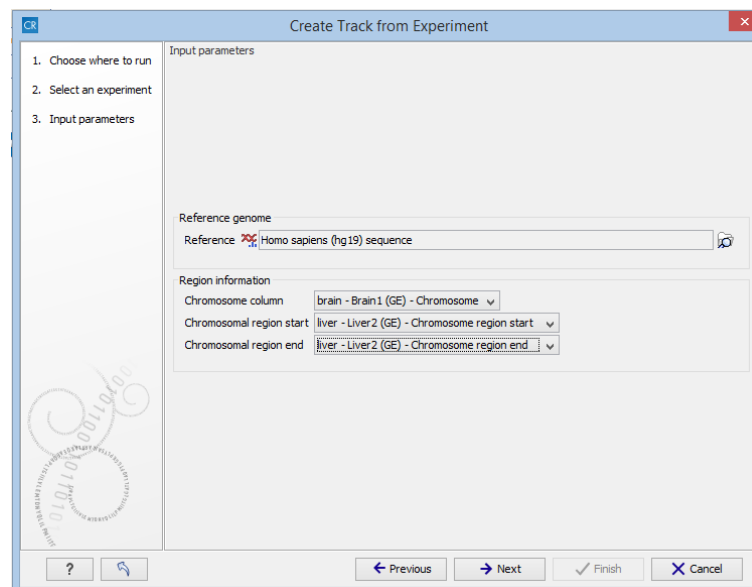 CR Create Track from Experiment
1. Choose where to run
2. Select an experiment
3. Input parameters
Input parameters
Reference genome
Reference Homo sapiens (hg19) sequence
Region information
Chromosome column brain - Brain1 (GE) - Chromosome
Chromosomal region start liver - Liver2 (GE) - Chromosome region start
Chromosomal region end liver - Liver2 (GE) - Chromosome region end
? Previous Next Finish Cancel